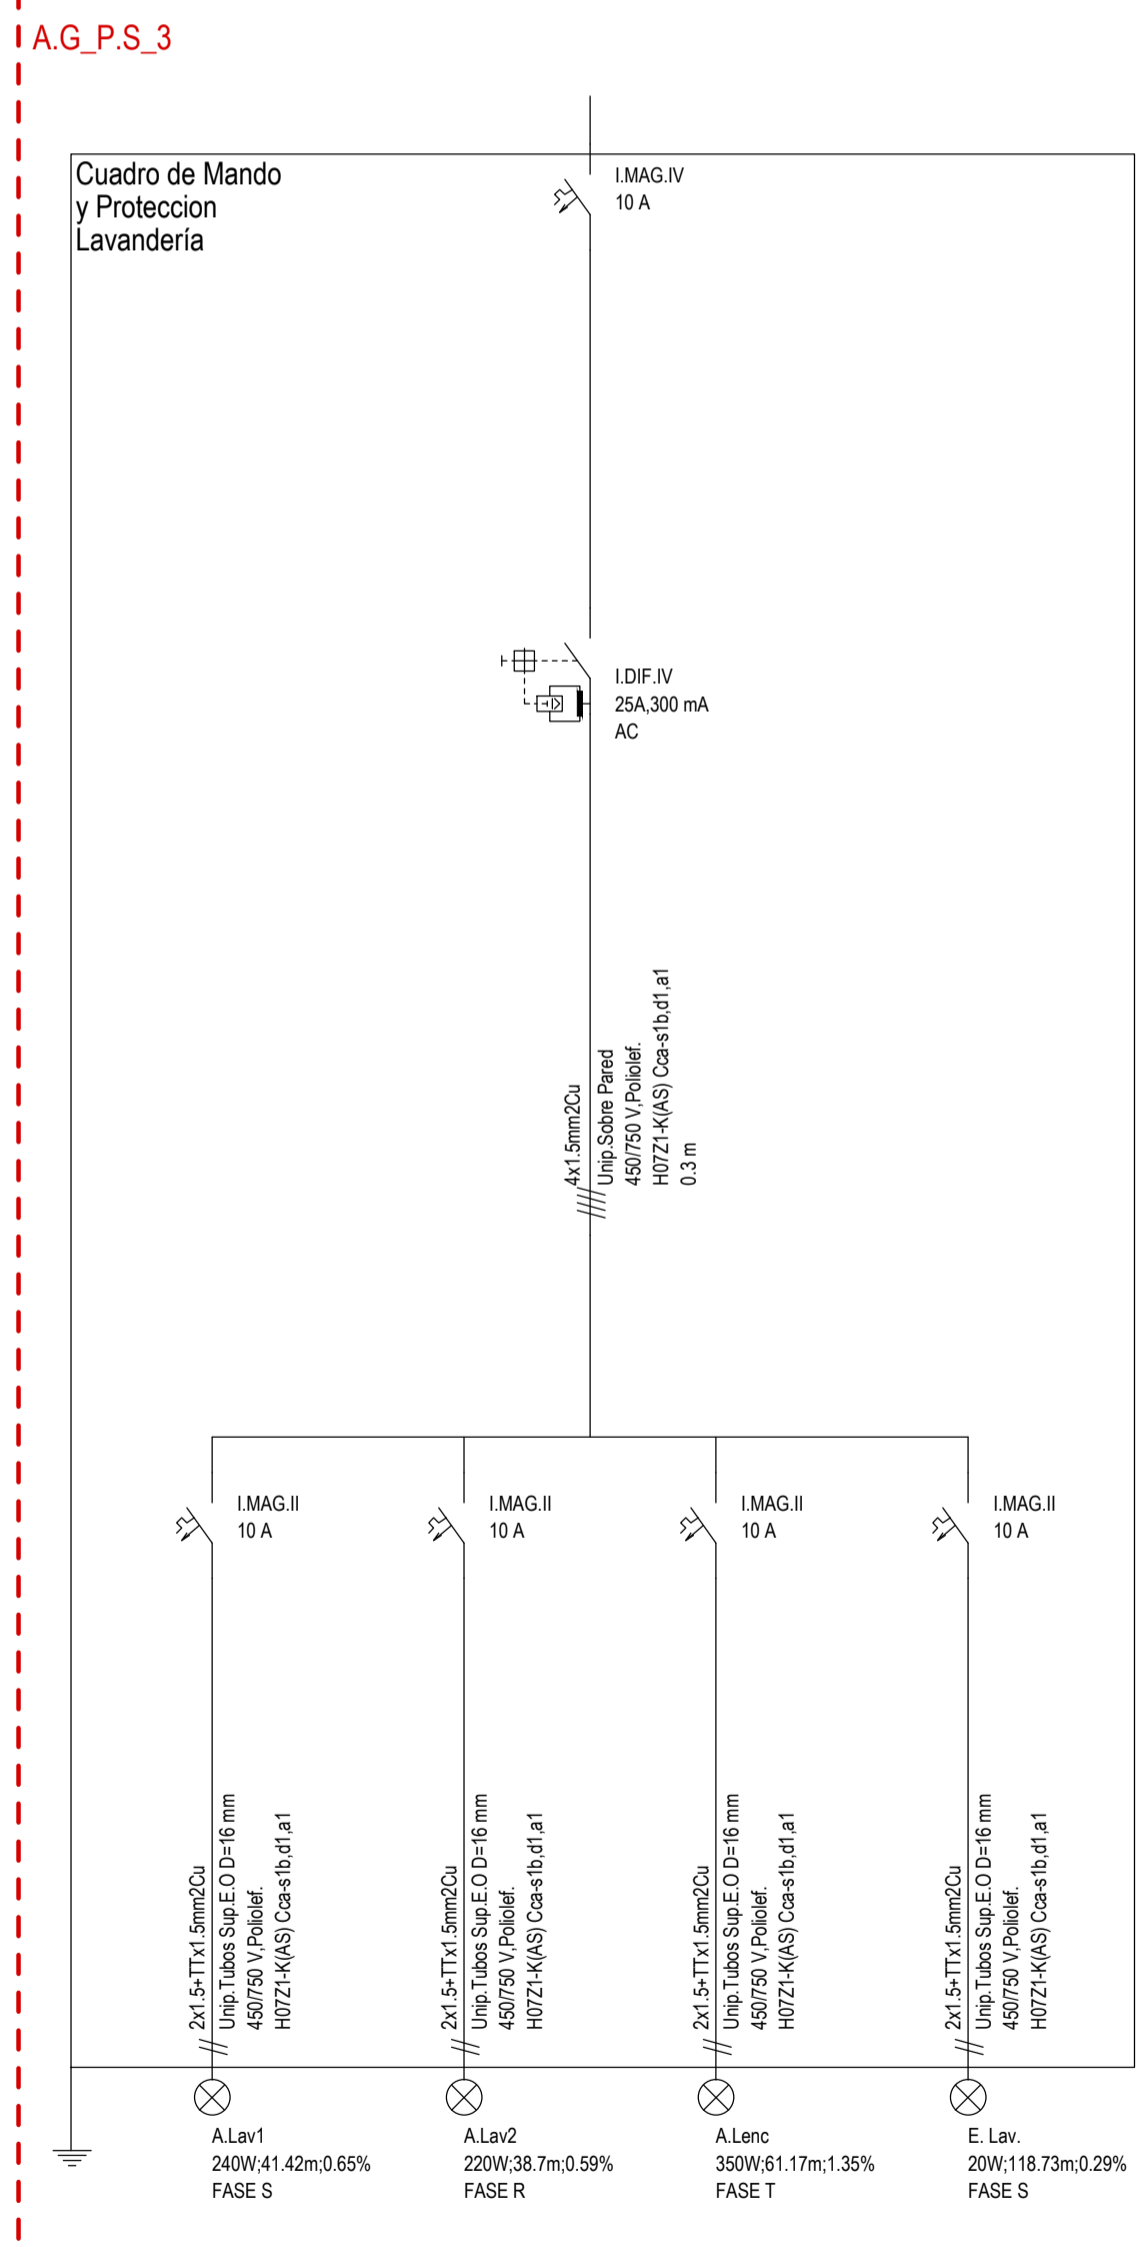 A.G_P.S_3
Cuadro de Mando
y Proteccion
Lavandería
I.MAG.IV
10 A
I.DIF.IV
25A,300 mA
AC
4x1.5mm2Cu
Unip.Sobre Pared
450/750 V,Poliolef.
H07Z1-K(AS) Cca-s1b,d1,a1
0.3 m
I.MAG.II
10 A
I.MAG.II
10 A
I.MAG.II
10 A
I.MAG.II
10 A
2x1.5+TTx1.5mm2Cu
Unip.Tubos Sup.E.O D=16 mm
450/750 V,Poliolef.
H07Z1-K(AS) Cca-s1b,d1,a1
2x1.5+TTx1.5mm2Cu
Unip.Tubos Sup.E.O D=16 mm
450/750 V,Poliolef.
H07Z1-K(AS) Cca-s1b,d1,a1
2x1.5+TTx1.5mm2Cu
Unip.Tubos Sup.E.O D=16 mm
450/750 V,Poliolef.
H07Z1-K(AS) Cca-s1b,d1,a1
2x1.5+TTx1.5mm2Cu
Unip.Tubos Sup.E.O D=16 mm
450/750 V,Poliolef.
H07Z1-K(AS) Cca-s1b,d1,a1
A.Lav1
240W;41.42m;0.65%
FASE S
A.Lav2
220W;38.7m;0.59%
FASE R
A.Lenc
350W;61.17m;1.35%
FASE T
E. Lav.
20W;118.73m;0.29%
FASE S